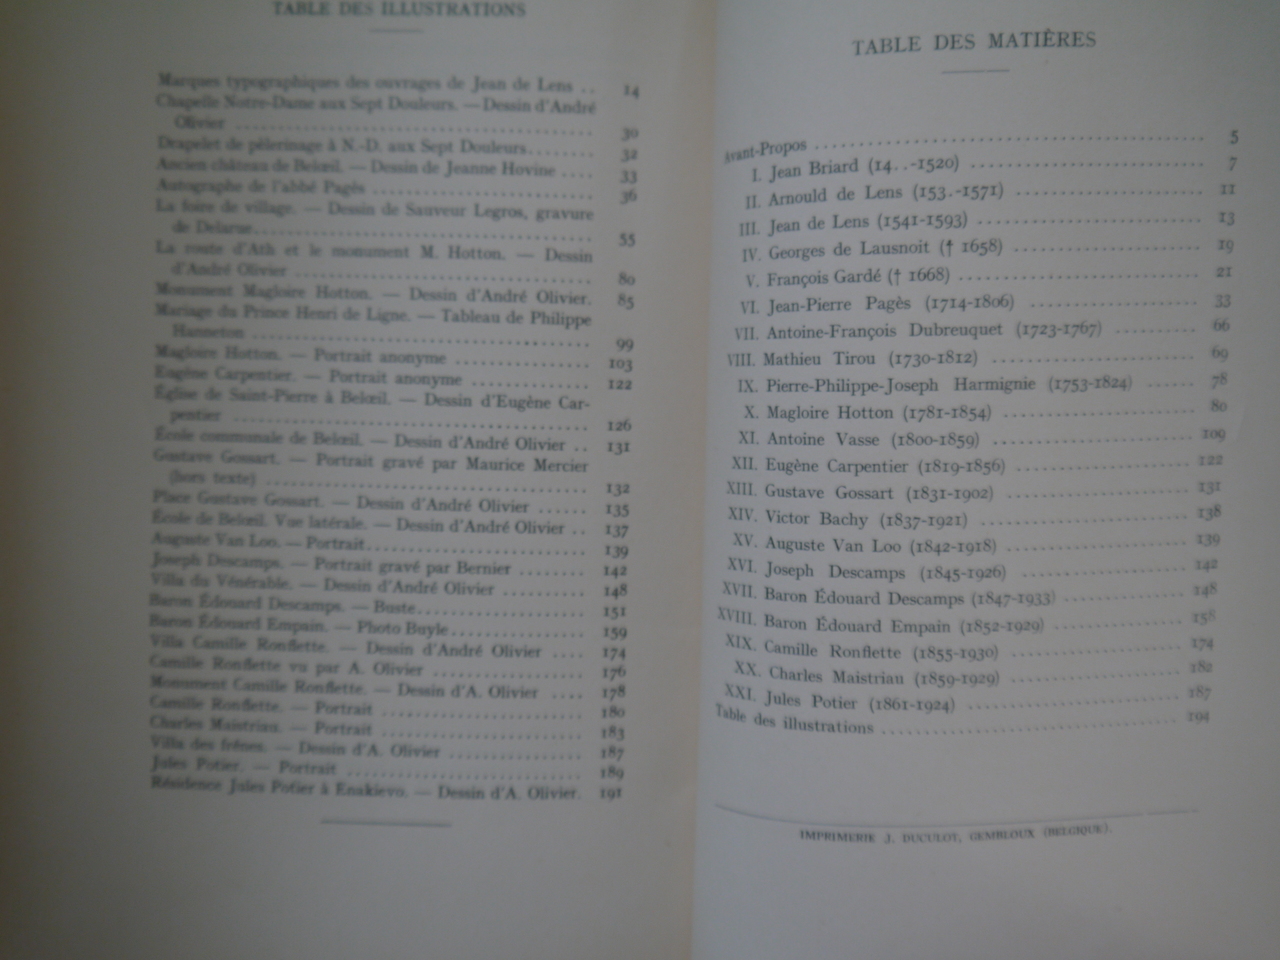 TABLE DES ILLUSTRATIONS
Marques typographiques des ouvrages de Jean de Lens .. 14
Chapelle Notre-Dame aux Sept Douleurs. — Dessin d'André
Olivier ........ 30
Drapelet de pèlerinage à N.-D. aux Sept Douleurs........ 32
Ancien château de Belœil. — Dessin de Jeanne Hovine .... 33
Autographe de l'abbé Pagès ........ 36
La foire de village. — Dessin de Sauveur Legros, gravure
de Delarue........ 55
La route d'Ath et le monument M. Hotton. — Dessin
d'André Olivier ........ 80
Monument Magloire Hotton. — Dessin d'André Olivier. 85
Mariage du Prince Henri de Ligne. — Tableau de Philippe
Hanneton ........ 99
Magloire Hotton. — Portrait anonyme ........ 103
Eugène Carpentier. — Portrait anonyme ........ 122
Église de Saint-Pierre à Belœil. — Dessin d'Eugène Car-
pentier ........ 126
École communale de Belœil. — Dessin d'André Olivier .. 131
Gustave Gossart. — Portrait gravé par Maurice Mercier
(hors texte) ........ 132
Place Gustave Gossart. — Dessin d'André Olivier ...... 135
École de Belœil. Vue latérale. — Dessin d'André Olivier .. 137
Auguste Van Loo. — Portrait........ 139
Joseph Descamps. — Portrait gravé par Bernier ........ 142
Villa du Vénérable. — Dessin d'André Olivier ........ 148
Baron Édouard Descamps. — Buste........ 151
Baron Édouard Empain. — Photo Buyle........ 159
Villa Camille Ronflette. — Dessin d'André Olivier .... 174
Camille Ronflette vu par A. Olivier ........ 176
Monument Camille Ronflette. — Dessin d'A. Olivier .... 178
Camille Ronflette. — Portrait ........ 180
Charles Maistriau. — Portrait ........ 183
Villa des frênes. — Dessin d'A. Olivier ........ 187
Jules Potier. — Portrait ........ 189
Résidence Jules Potier à Enakievo. — Dessin d'A. Olivier. 191
TABLE DES MATIÈRES
Avant-Propos ........ 5
I. Jean Briard (14..-1520) ........ 7
II. Arnould de Lens (153.-1571) ........ 11
III. Jean de Lens (1541-1593) ........ 13
IV. Georges de Lausnoit († 1658) ........ 19
V. François Gardé († 1668) ........ 21
VI. Jean-Pierre Pagès (1714-1806) ........ 33
VII. Antoine-François Dubreuquet (1723-1767) ........ 66
VIII. Mathieu Tirou (1730-1812) ........ 69
IX. Pierre-Philippe-Joseph Harmignie (1753-1824) ...... 78
X. Magloire Hotton (1781-1854) ........ 80
XI. Antoine Vasse (1800-1859) ........ 109
XII. Eugène Carpentier (1819-1856) ........ 122
XIII. Gustave Gossart (1831-1902) ........ 131
XIV. Victor Bachy (1837-1921) ........ 138
XV. Auguste Van Loo (1842-1918) ........ 139
XVI. Joseph Descamps (1845-1926) ........ 142
XVII. Baron Édouard Descamps (1847-1933) ........ 148
XVIII. Baron Édouard Empain (1852-1929) ........ 158
XIX. Camille Ronflette (1855-1930) ........ 174
XX. Charles Maistriau (1859-1929) ........ 182
XXI. Jules Potier (1861-1924) ........ 187
Table des illustrations ........ 194
IMPRIMERIE J. DUCULOT, GEMBLOUX (BELGIQUE).